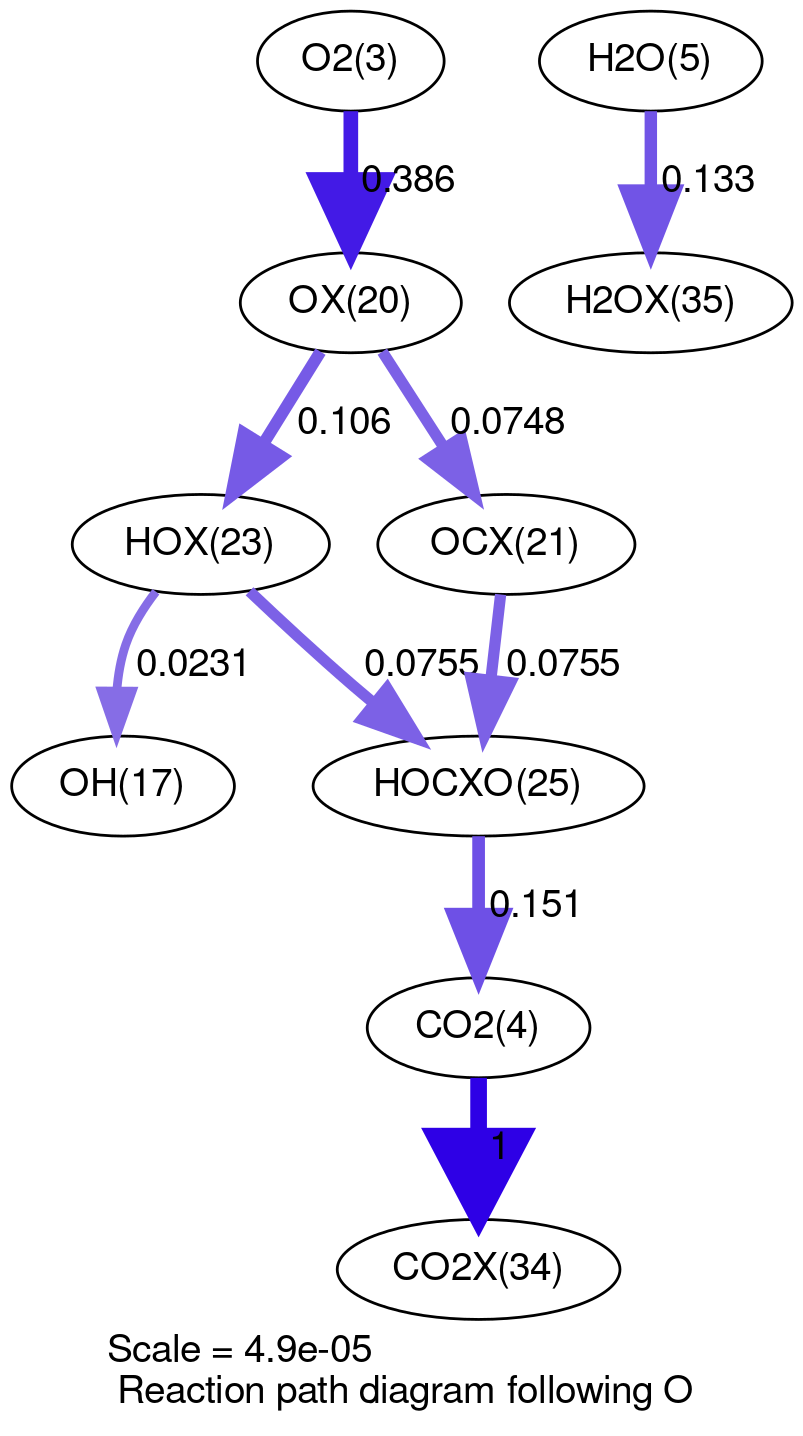 O2(3)
H2O(5)
0.386
0.133
OX(20)
H2OX(35)
0.106
0.0748
HOX(23)
OCX(21)
0.0231
0.0755
0.0755
OH(17)
HOCXO(25)
0.151
CO2(4)
1
CO2X(34)
Scale = 4.9e-05
Reaction path diagram following O